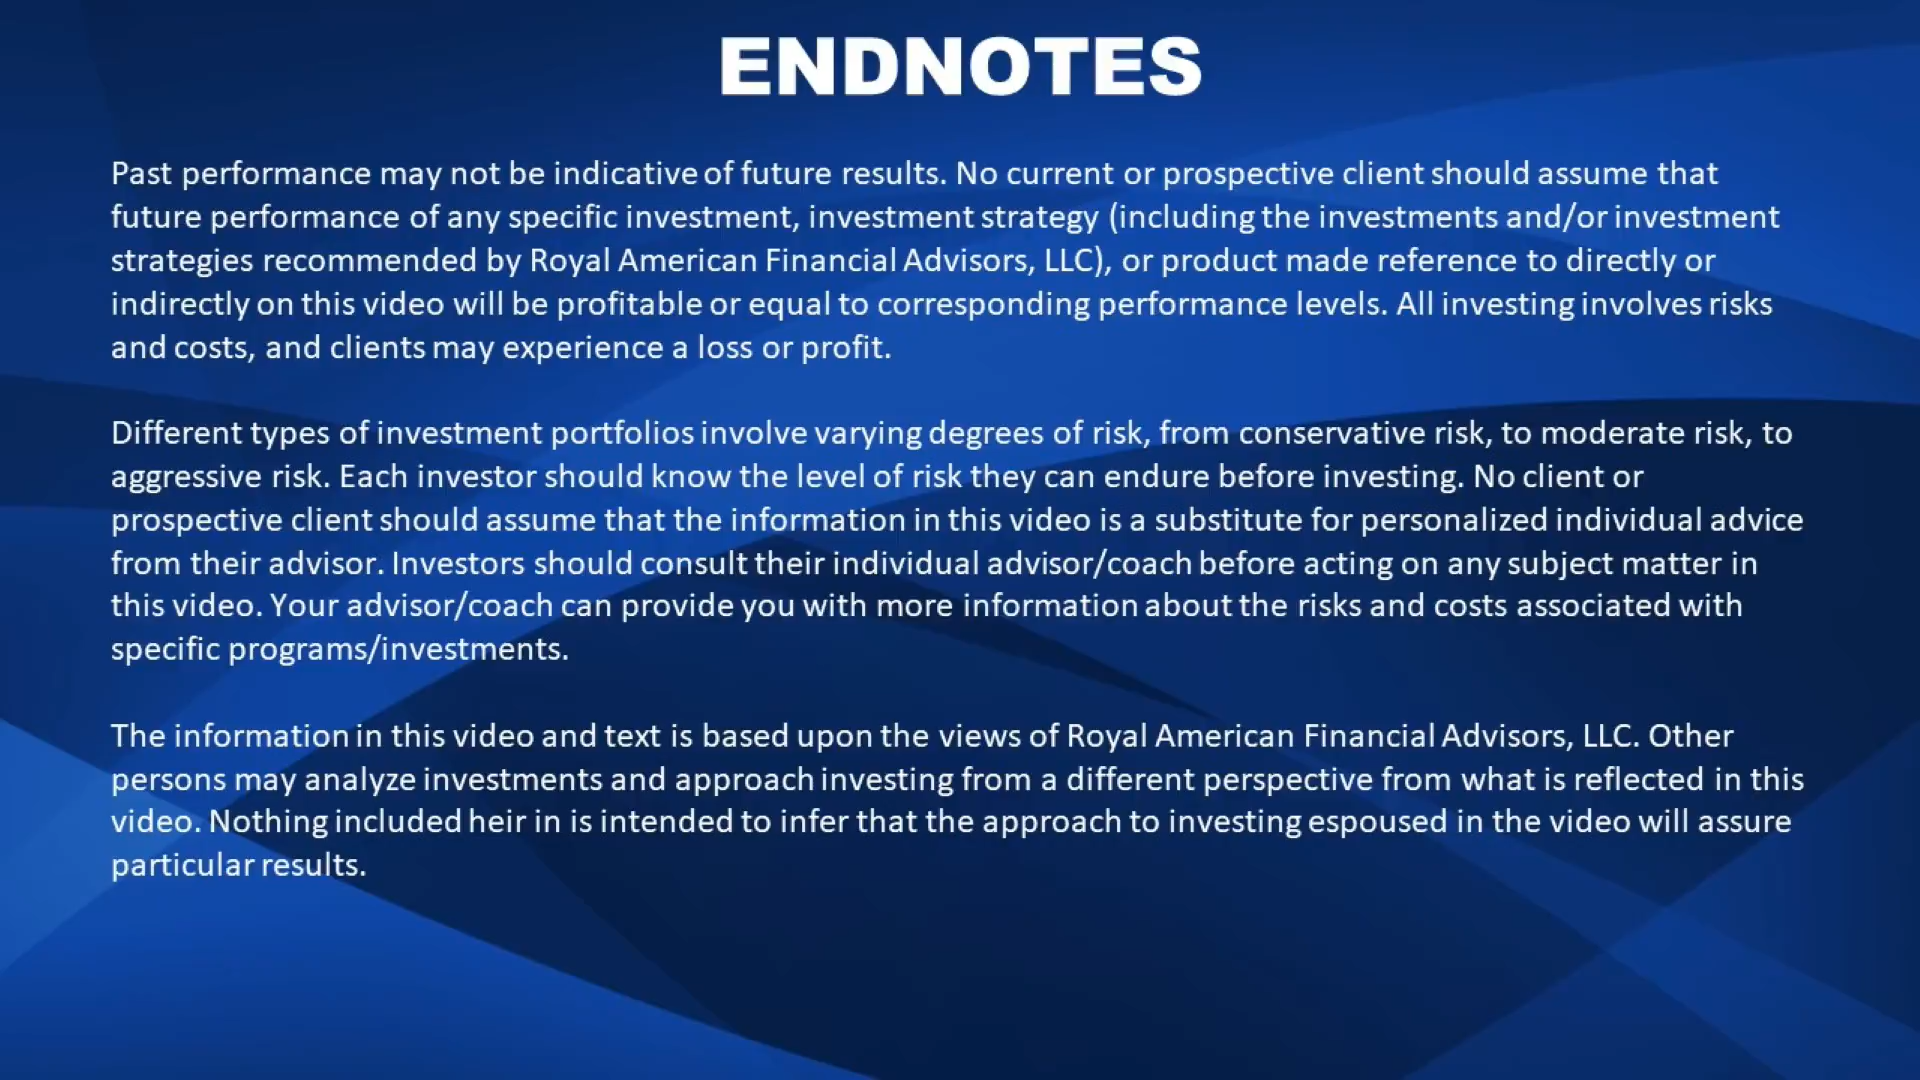 ENDNOTES
Past performance may not be indicative of future results. No current or prospective client should assume that
future performance of any specific investment, investment strategy (including the investments and/or investment
strategies recommended by Royal American Financial Advisors, LLC), or product made reference to directly or
indirectly on this video will be profitable or equal to corresponding performance levels. All investing involves risks
and costs, and clients may experience a loss or profit.
Different types of investment portfolios involve varying degrees of risk, from conservative risk, to moderate risk, to
aggressive risk. Each investor should know the level of risk they can endure before investing. No client or
prospective client should assume that the information in this video is a substitute for personalized individual advice
from their advisor. Investors should consult their individual advisor/coach before acting on any subject matter in
this video. Your advisor/coach can provide you with more information about the risks and costs associated with
specific programs/investments.
The information in this video and text is based upon the views of Royal American Financial Advisors, LLC. Other
persons may analyze investments and approach investing from a different perspective from what is reflected in this
video. Nothing included heir in is intended to infer that the approach to investing espoused in the video will assure
particular results.